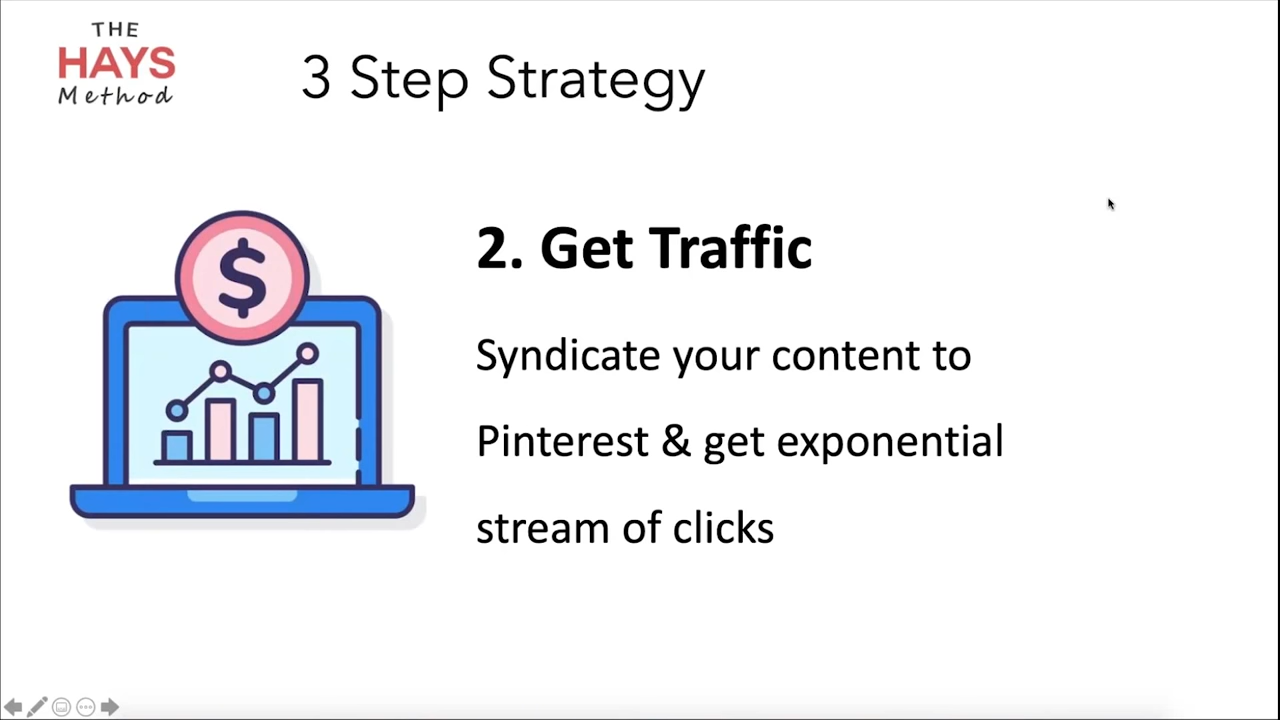 THE
HAYS
Method
3 Step Strategy
$
2. Get Traffic
Syndicate your content to
Pinterest & get exponential
stream of clicks